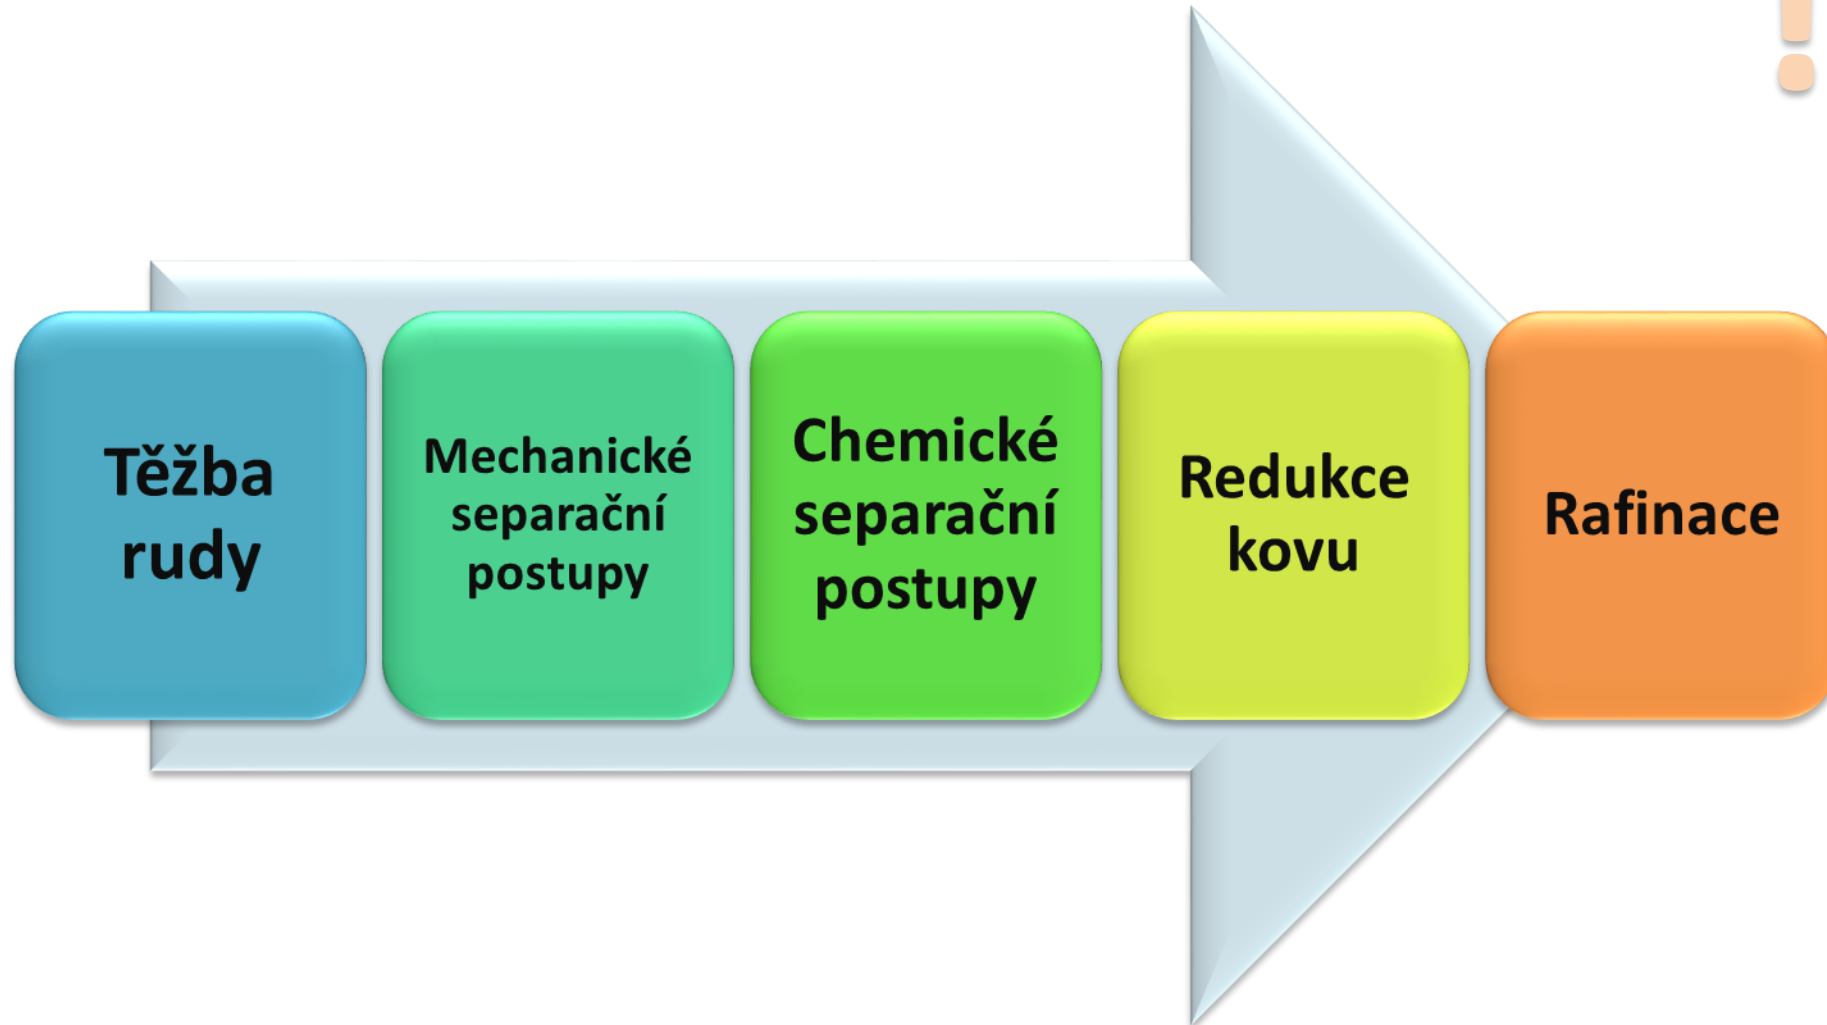 !
Těžba
rudy
Mechanické
separační
postupy
Chemické
separační
postupy
Redukce
kovu
Rafinace